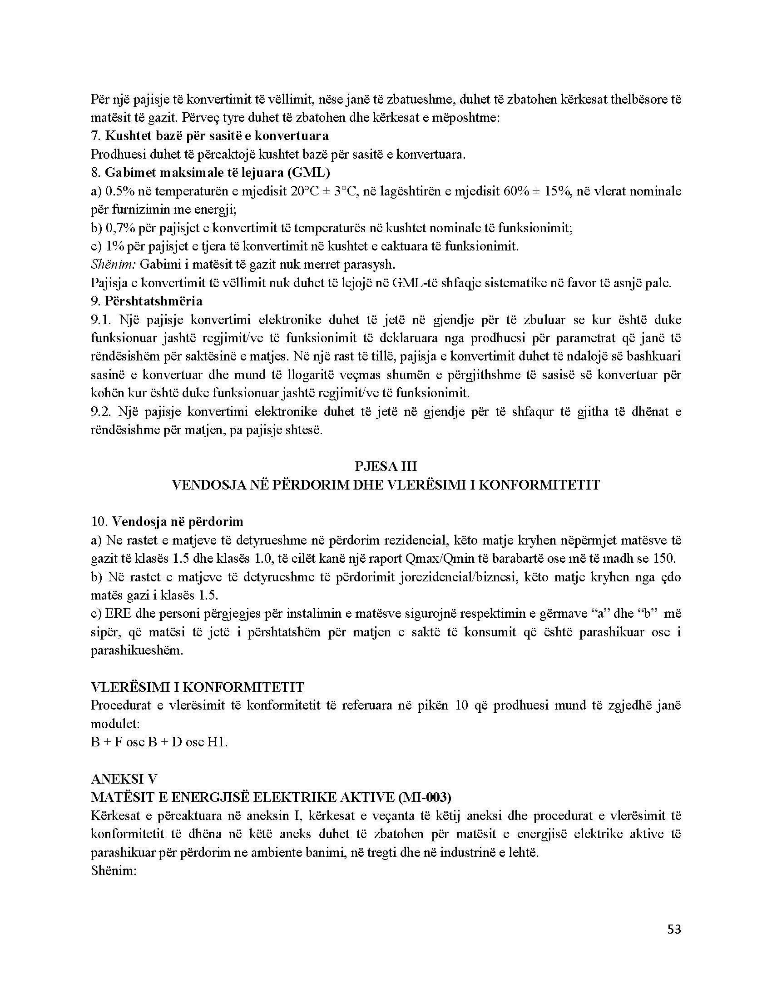 Për një pajisje të konvertimit të vëllimit, nëse janë të zbatueshme, duhet të zbatohen kërkesat thelbësore të
matësit të gazit. Përveç tyre duhet të zbatohen dhe kërkesat e mëposhtme:
7. Kushtet bazë për sasitë e konvertuara
Prodhuesi duhet të përcaktojë kushtet bazë për sasitë e konvertuara.
8. Gabimet maksimale të lejuara (GML)
a) 0.5% në temperaturën e mjedisit 20°C ± 3°C, në lagështirën e mjedisit 60% ± 15%, në vlerat nominale
për furnizimin me energji;
b) 0,7% për pajisjet e konvertimit të temperaturës në kushtet nominale të funksionimit;
c) 1% për pajisjet e tjera të konvertimit në kushtet e caktuara të funksionimit.
Shënim: Gabimi i matësit të gazit nuk merret parasysh.
Pajisja e konvertimit të vëllimit nuk duhet të lejojë në GML-të shfaqje sistematike në favor të asnjë pale.
9. Përshtatshmëria
9.1. Një pajisje konvertimi elektronike duhet të jetë në gjendje për të zbuluar se kur është duke
funksionuar jashtë regjimit/ve të funksionimit të deklaruara nga prodhuesi për parametrat që janë të
rëndësishëm për saktësinë e matjes. Në një rast të tillë, pajisja e konvertimit duhet të ndalojë së bashkuari
sasinë e konvertuar dhe mund të llogaritë veçmas shumën e përgjithshme të sasisë së konvertuar për
kohën kur është duke funksionuar jashtë regjimit/ve të funksionimit.
9.2. Një pajisje konvertimi elektronike duhet të jetë në gjendje për të shfaqur të gjitha të dhënat e
rëndësishme për matjen, pa pajisje shtesë.
PJESA III
VENDOSJA NË PËRDORIM DHE VLERËSIMI I KONFORMITETIT
10. Vendosja në përdorim
a) Ne rastet e matjeve të detyrueshme në përdorim rezidencial, këto matje kryhen nëpërmjet matësve të
gazit të klasës 1.5 dhe klasës 1.0, të cilët kanë një raport Qmax/Qmin të barabartë ose më të madh se 150.
b) Në rastet e matjeve të detyrueshme të përdorimit jorezidencial/biznesi, këto matje kryhen nga çdo
matës gazi i klasës 1.5.
c) ERE dhe personi përgjegjes për instalimin e matësve sigurojnë respektimin e gërmave “a” dhe “b” më
sipër, që matësi të jetë i përshtatshëm për matjen e saktë të konsumit që është parashikuar ose i
parashikueshëm.
VLERËSIMI I KONFORMITETIT
Procedurat e vlerësimit të konformitetit të referuara në pikën 10 që prodhuesi mund të zgjedhë janë
modulet:
B + F ose B + D ose H1.
ANEKSI V
MATËSIT E ENERGJISË ELEKTRIKE AKTIVE (MI-003)
Kërkesat e përcaktuara në aneksin I, kërkesat e veçanta të këtij aneksi dhe procedurat e vlerësimit të
konformitetit të dhëna në këtë aneks duhet të zbatohen për matësit e energjisë elektrike aktive të
parashikuar për përdorim ne ambiente banimi, në tregti dhe në industrinë e lehtë.
Shënim:
53